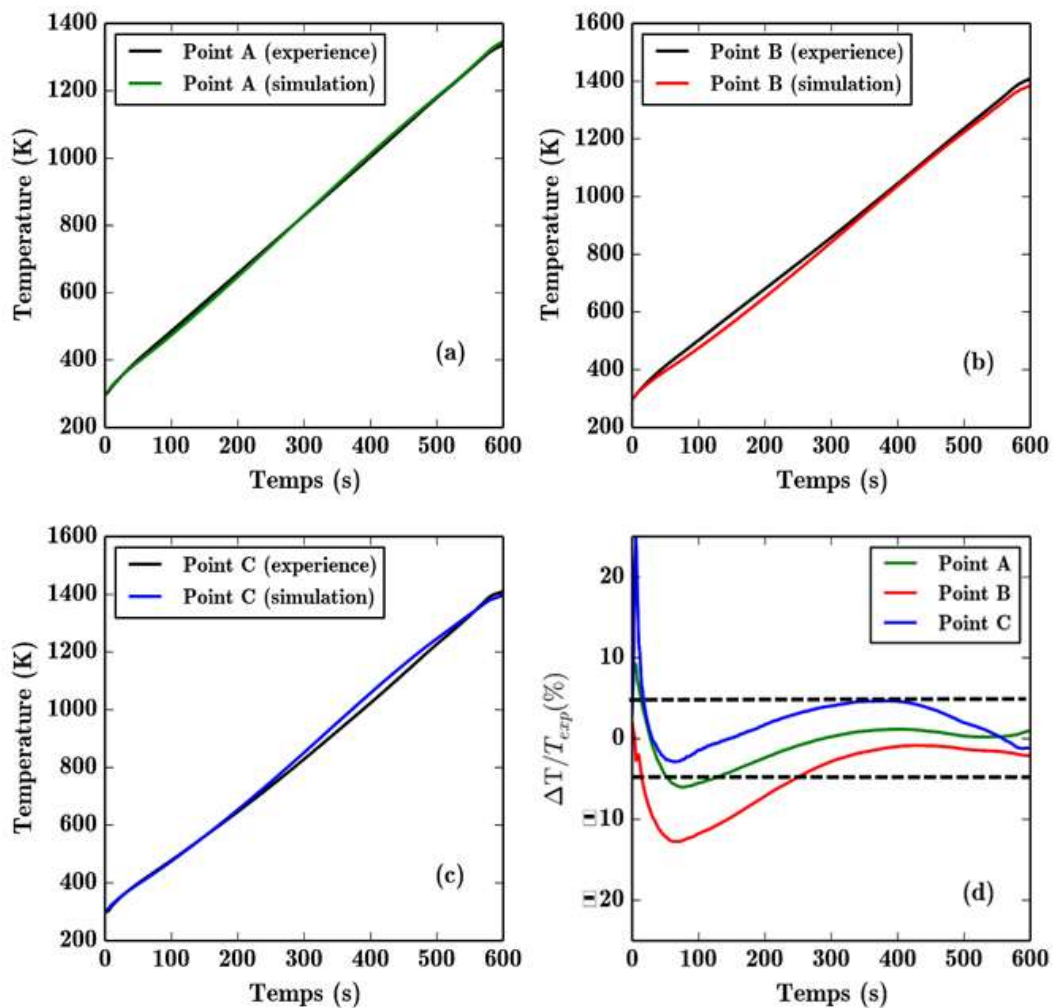 1400
1200
1000
800
600
400
200
Temperature (K)
Point A (experience)
Point A (simulation)
(a)
0 100 200 300 400 500 600
Temps (s)
1600
1400
1200
1000
800
600
400
200
Temperature (K)
Point B (experience)
Point B (simulation)
(b)
0 100 200 300 400 500 600
Temps (s)
1600
1400
1200
1000
800
600
400
200
Temperature (K)
Point C (experience)
Point C (simulation)
(c)
0 100 200 300 400 500 600
Temps (s)
20
10
0
-10
-20
ΔT/T_exp(%)
Point A
Point B
Point C
(d)
0 100 200 300 400 500 600
Temps (s)